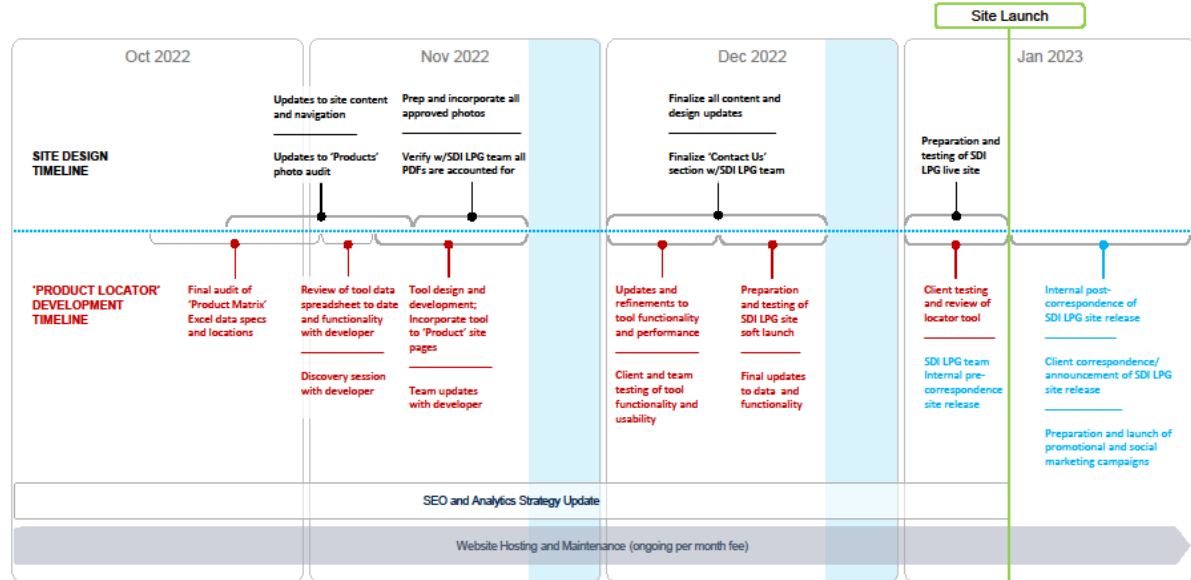 Site Launch
Oct 2022
Nov 2022
Dec 2022
Jan 2023
SITE DESIGN
TIMELINE
Updates to site content
and navigation
Updates to ‘Products’
photo audit
Prep and incorporate all
approved photos
Verify w/SDI LPG team all
PDFs are accounted for
Finalize all content and
design updates
Finalize ‘Contact Us’
section w/SDI LPG team
Preparation and
testing of SDI
LPG live site
‘PRODUCT LOCATOR’
DEVELOPMENT
TIMELINE
Final audit of
‘Product Matrix’
Excel data specs
and locations
Review of tool data
spreadsheet to date
and functionality
with developer
Discovery session
with developer
Tool design and
development;
Incorporate tool
to ‘Product’ site
pages
Team updates
with developer
Updates and
refinements to
tool functionality
and performance
Client and team
testing of tool
functionality and
usability
Preparation
and testing of
SDI LPG site
soft launch
Final updates
to data and
functionality
Client testing
and review of
locator tool
SDI LPG team
Internal pre-
correspondence
site release
Internal post-
correspondence of
SDI LPG site release
Client correspondence/
announcement of SDI LPG
site release
Preparation and launch of
promotional and social
marketing campaigns
SEO and Analytics Strategy Update
Website Hosting and Maintenance (ongoing per month fee)